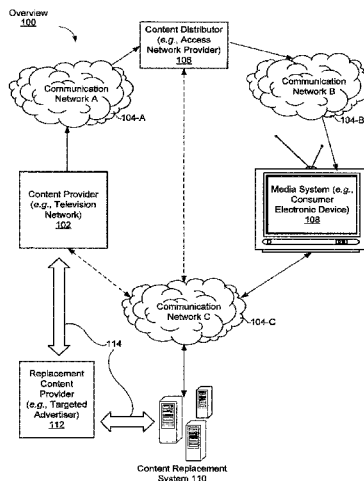 Overview
100
Content Distributor
(e.g., Access
Network Provider)
106
Communication
Network A
104-A
Communication
Network B
104-B
Content Provider
(e.g., Television
Network)
102
Media System (e.g.,
Consumer
Electronic Device)
108
Communication
Network C
104-C
114
Replacement
Content
Provider
(e.g., Targeted
Advertiser)
112
Content Replacement
System 110